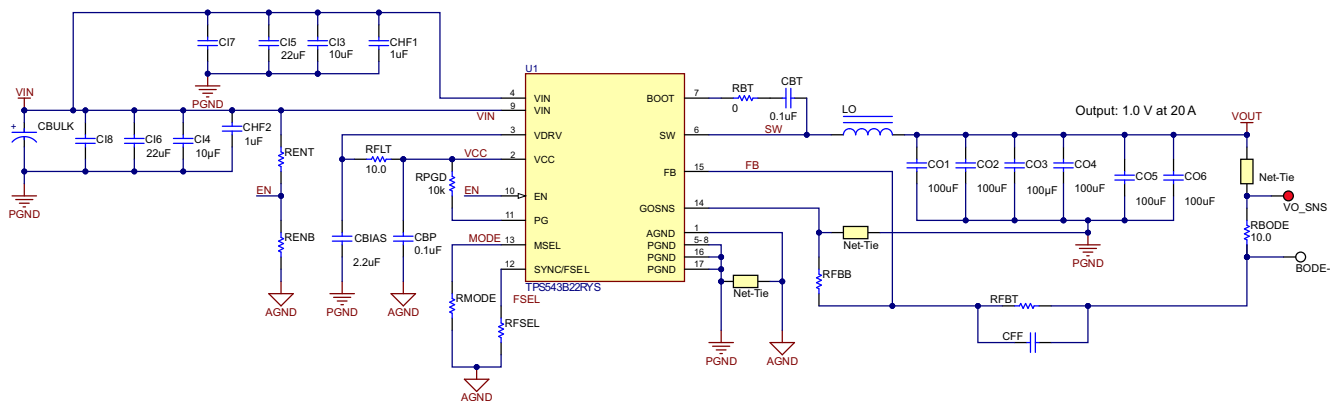 CI7
CI5
22uF
CI3
10uF
CHF1
1uF
PGND
VIN
+
CBULK
PGND
CI8
CI6
22uF
CI4
10µF
CHF2
1uF
RENT
EN
RENB
AGND
VIN
RFLT
10.0
VCC
RPGD
10k
EN
CBIAS
2.2uF
CBP
0.1uF
PGND
AGND
MODE
RMODE
FSEL
RFSEL
AGND
U1
4 VIN
9 VIN
3 VDRV
2 VCC
10 EN
11 PG
13 MSEL
12 SYNC/FSEL
BOOT 7
SW 6
FB 15
GOSNS 14
AGND 1
PGND 5-8
PGND 16
PGND 17
TPS543B22RYS
RBT
0
CBT
0.1uF
SW
FB
LO
Output: 1.0 V at 20 A
VOUT
CO1
100uF
CO2
100uF
CO3
100µF
CO4
100uF
CO5
100uF
CO6
100uF
Net-Tie
VO_SNS
RBODE
10.0
BODE-
Net-Tie
PGND
RFBB
Net-Tie
PGND
AGND
RFBT
CFF